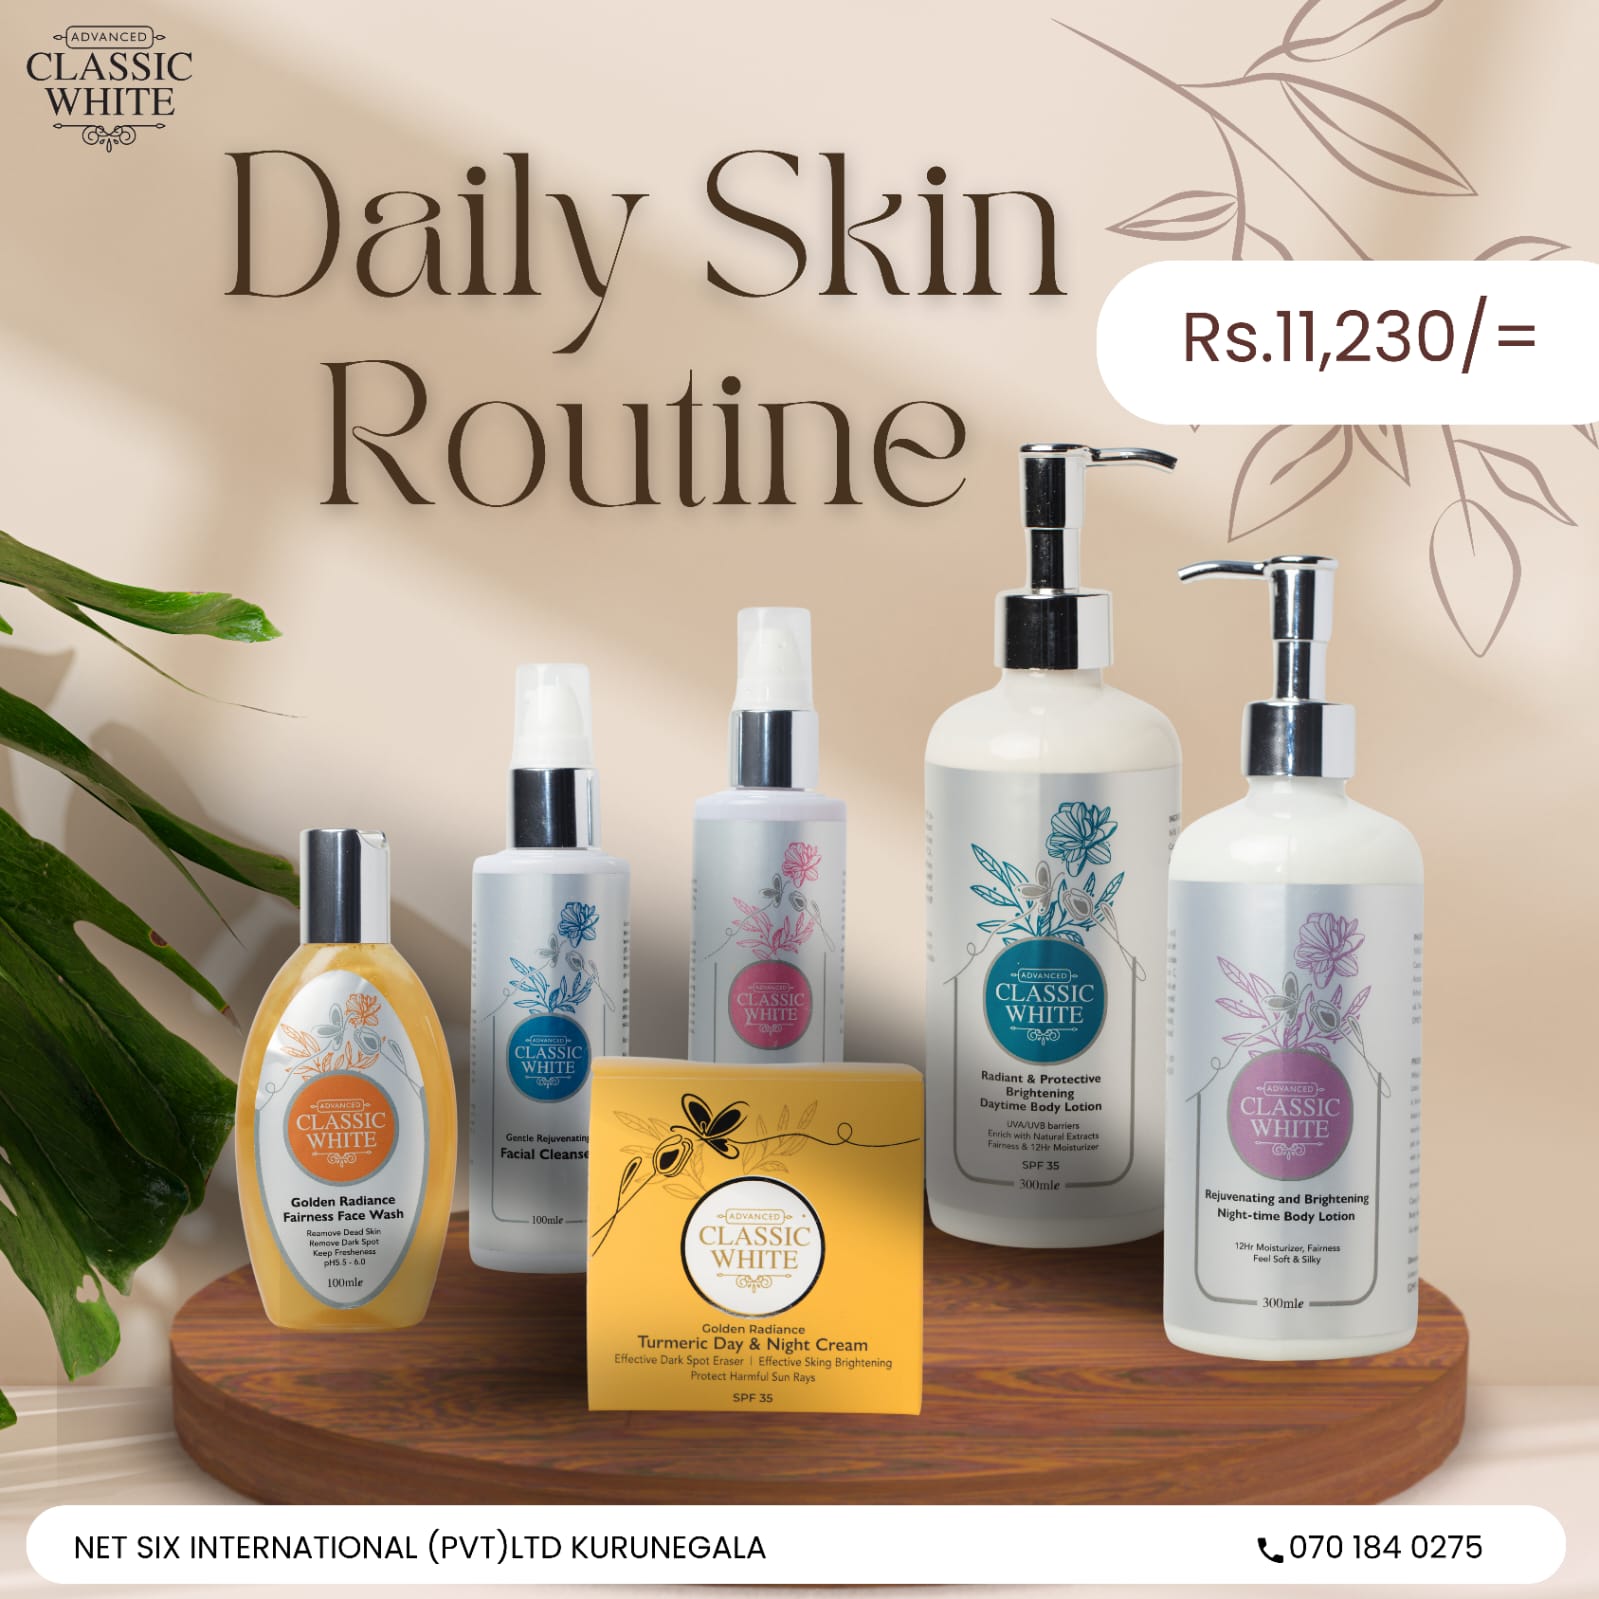 ADVANCED
CLASSIC
WHITE
Daily Skin
Routine
Rs.11,230/=
ADVANCED
CLASSIC
WHITE
Golden Radiance
Fairness Face Wash
Reamove Dead Skin
Remove Dark Spot
Keep Fresheness
pH5.5 - 6.0
100mle
ADVANCED
CLASSIC
WHITE
Gentle Rejuvenating
Facial Cleanse
100mle
ADVANCED
CLASSIC
WHITE
ADVANCED
CLASSIC
WHITE
Golden Radiance
Turmeric Day & Night Cream
Effective Dark Spot Eraser | Effective Sking Brightening
Protect Harmful Sun Rays
SPF 35
ADVANCED
CLASSIC
WHITE
Radiant & Protective
Brightening
Daytime Body Lotion
UVA/UVB barriers
Enrich with Natural Extracts
Fairness & 12Hr Moisturizer
SPF 35
300mle
ADVANCED
CLASSIC
WHITE
Rejuvenating and Brightening
Night-time Body Lotion
12Hr Moisturizer, Fairness
Feel Soft & Silky
300mle
NET SIX INTERNATIONAL (PVT)LTD KURUNEGALA
070 184 0275